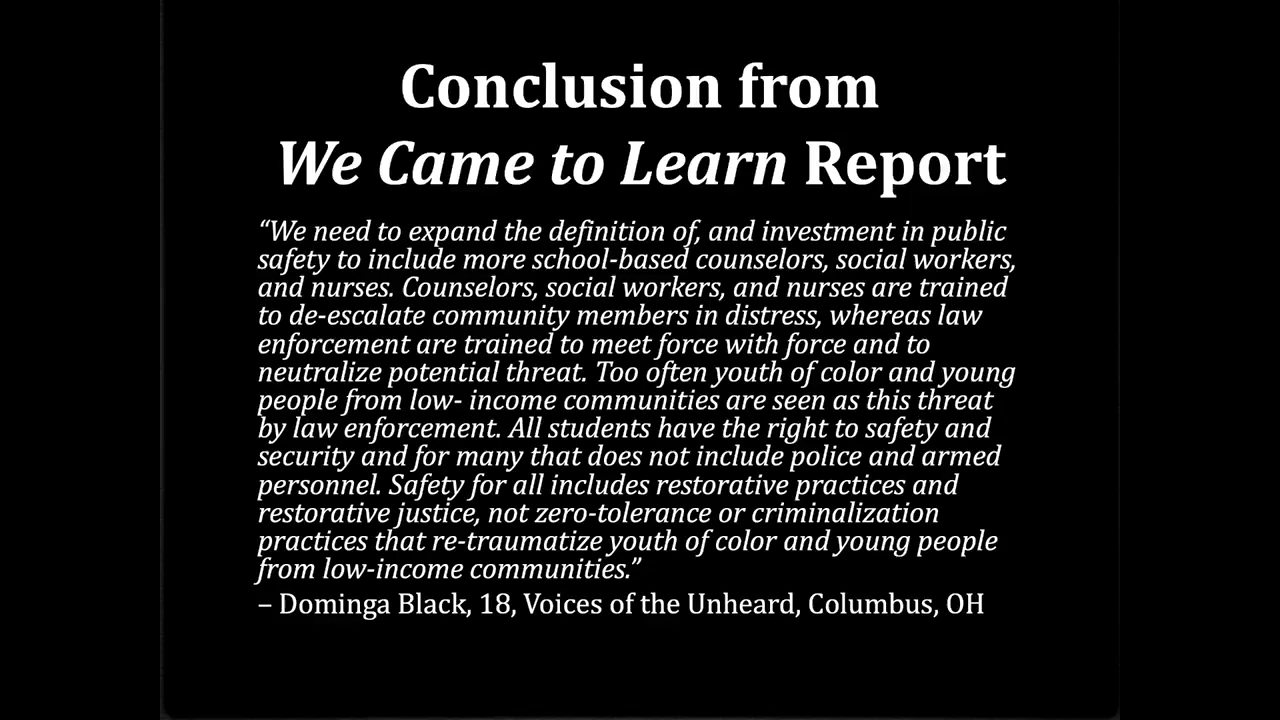 Conclusion from
We Came to Learn Report
“We need to expand the definition of, and investment in public
safety to include more school-based counselors, social workers,
and nurses. Counselors, social workers, and nurses are trained
to de-escalate community members in distress, whereas law
enforcement are trained to meet force with force and to
neutralize potential threat. Too often youth of color and young
people from low- income communities are seen as this threat
by law enforcement. All students have the right to safety and
security and for many that does not include police and armed
personnel. Safety for all includes restorative practices and
restorative justice, not zero-tolerance or criminalization
practices that re-traumatize youth of color and young people
from low-income communities.”
– Dominga Black, 18, Voices of the Unheard, Columbus, OH